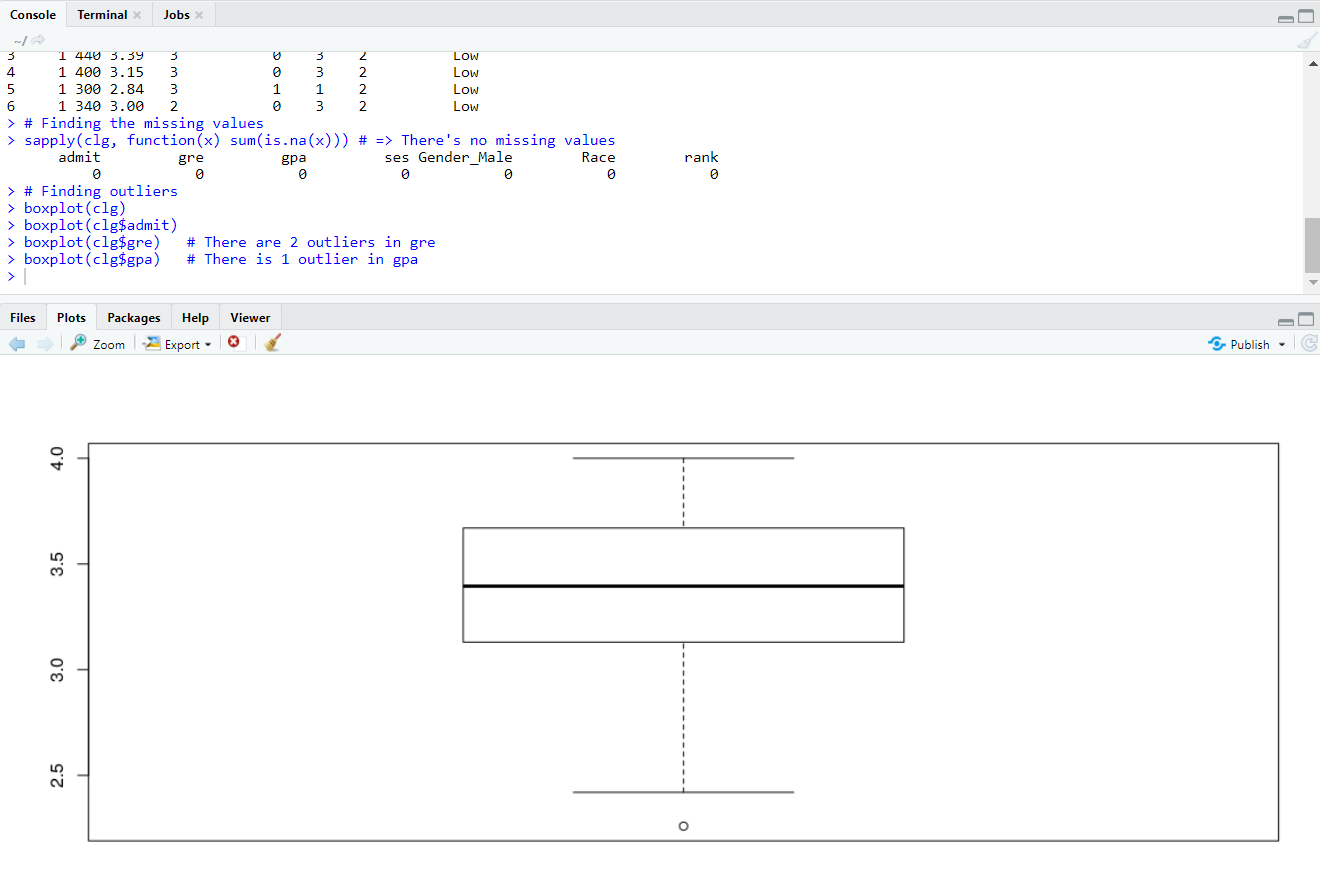 Console Terminal Jobs
~/
3 1 440 3.39 3 0 3 2 Low
4 1 400 3.15 3 0 3 2 Low
5 1 300 2.84 3 1 1 2 Low
6 1 340 3.00 2 0 3 2 Low
> # Finding the missing values
> sapply(clg, function(x) sum(is.na(x))) # => There's no missing values
admit gre gpa ses Gender_Male Race rank
0 0 0 0 0 0 0
> # Finding outliers
> boxplot(clg)
> boxplot(clg$admit)
> boxplot(clg$gre) # There are 2 outliers in gre
> boxplot(clg$gpa) # There is 1 outlier in gpa
>
Files Plots Packages Help Viewer
Zoom Export Publish
4.0
3.5
3.0
2.5